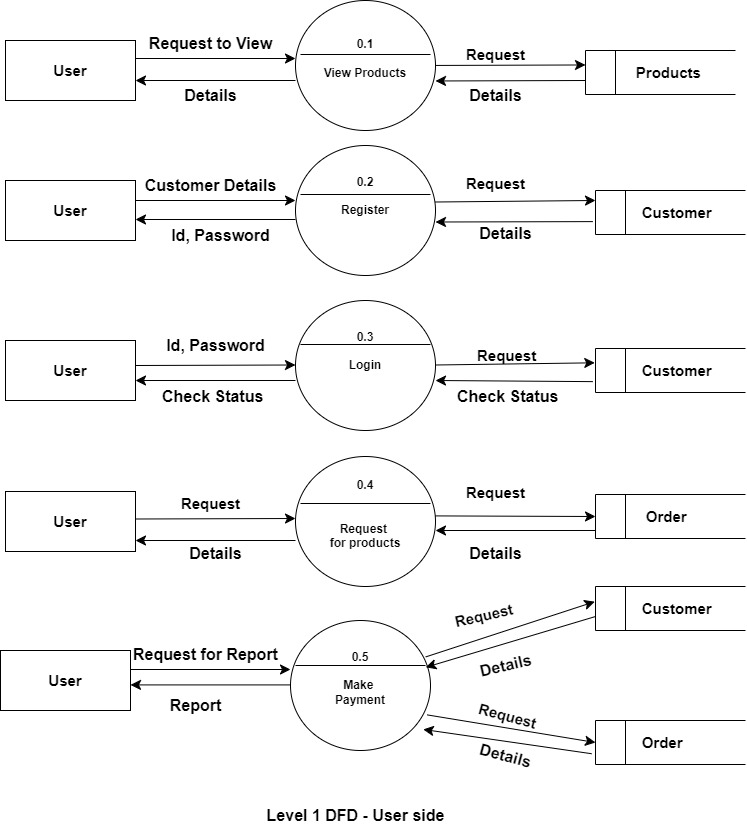 0.1
Request to View
Request
User
View Products
Products
Details
Details
0.2
Customer Details
Request
User
Register
Customer
Id, Password
Details
0.3
Id, Password
Request
User
Login
Customer
Check Status
Check Status
0.4
Request
Request
User
Request
for products
Order
Details
Details
Request
Customer
0.5
Request for Report
Details
User
Make
Payment
Report
Request
Order
Details
Level 1 DFD - User side